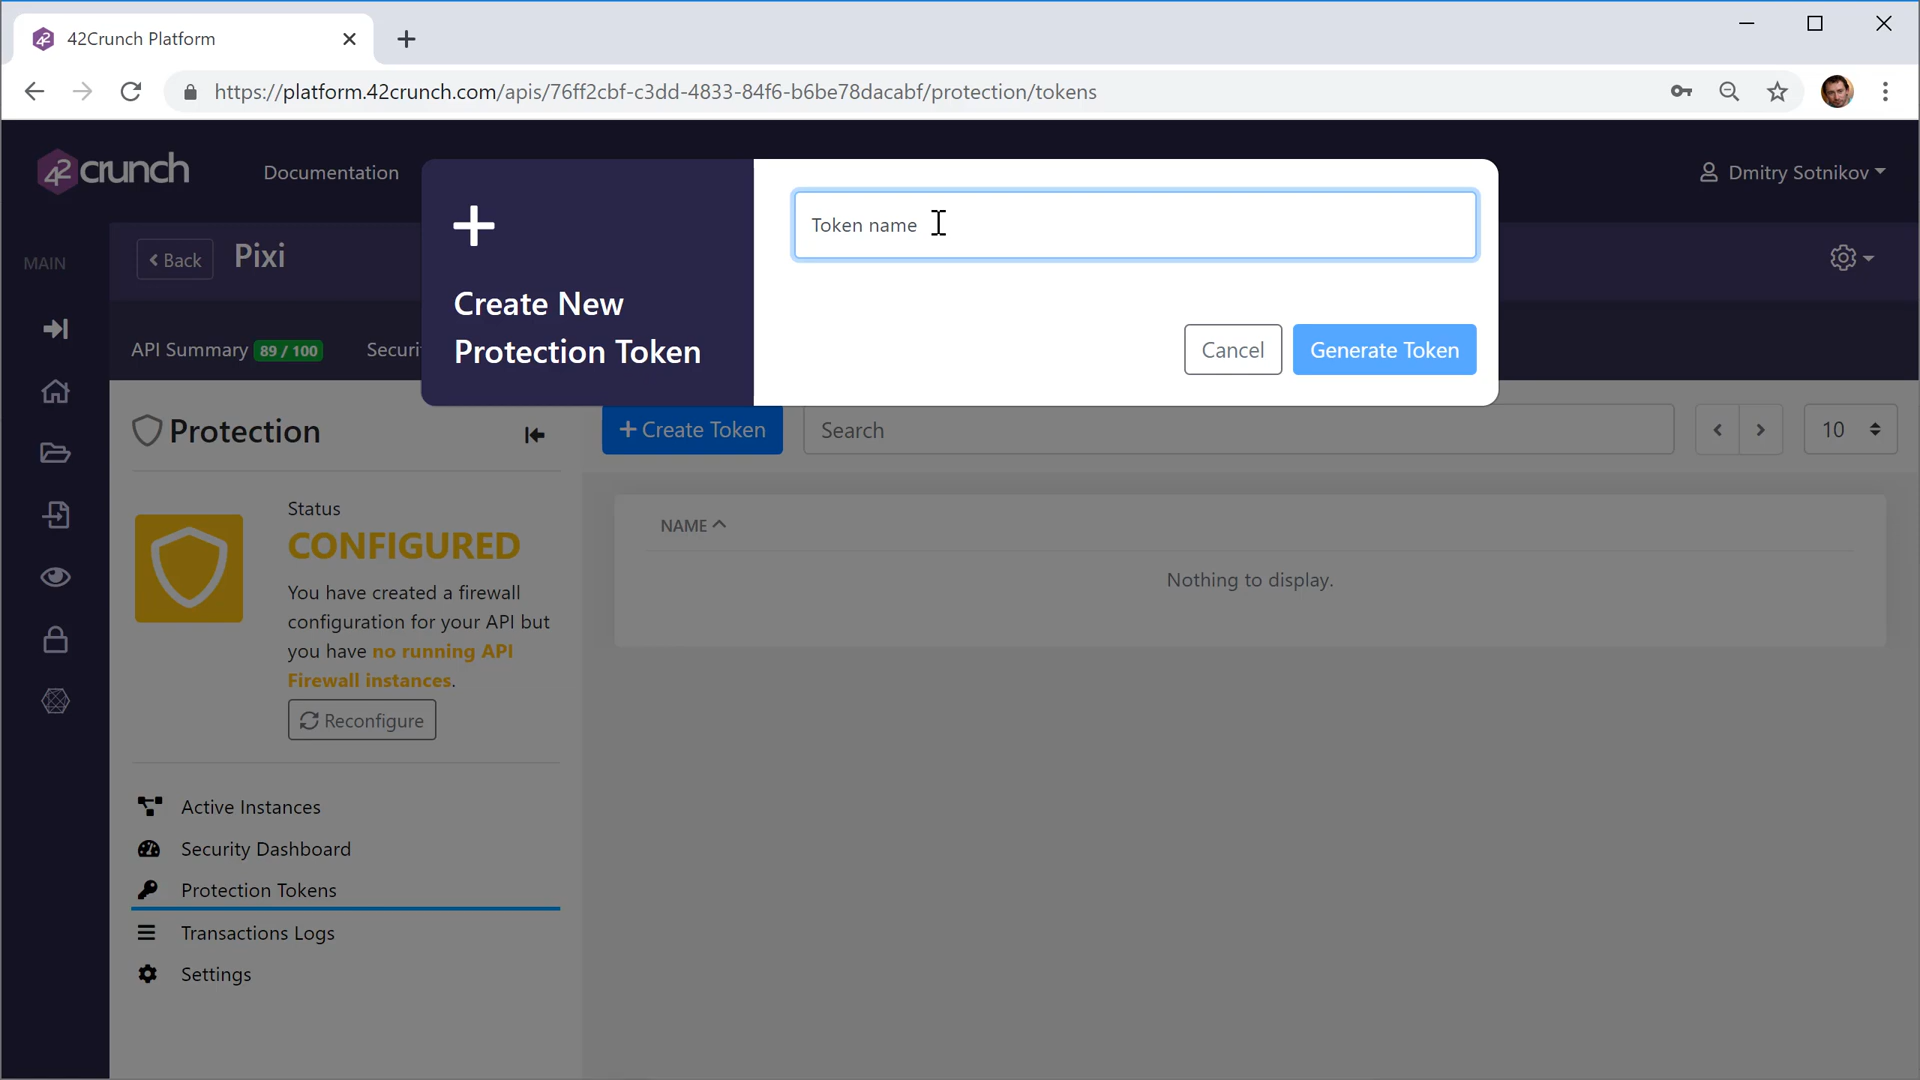 42Crunch Platform
https://platform.42crunch.com/apis/76ff2cbf-c3dd-4833-84f6-b6be78dacabf/protection/tokens
42crunch
Documentation
Dmitry Sotnikov
Token name
Create New
Protection Token
Cancel
Generate Token
MAIN
Back
Pixi
API Summary 89 / 100
Securi
Protection
Create Token
Search
10
Status
CONFIGURED
You have created a firewall
configuration for your API but
you have no running API
Firewall instances.
Reconfigure
NAME
Nothing to display.
Active Instances
Security Dashboard
Protection Tokens
Transactions Logs
Settings